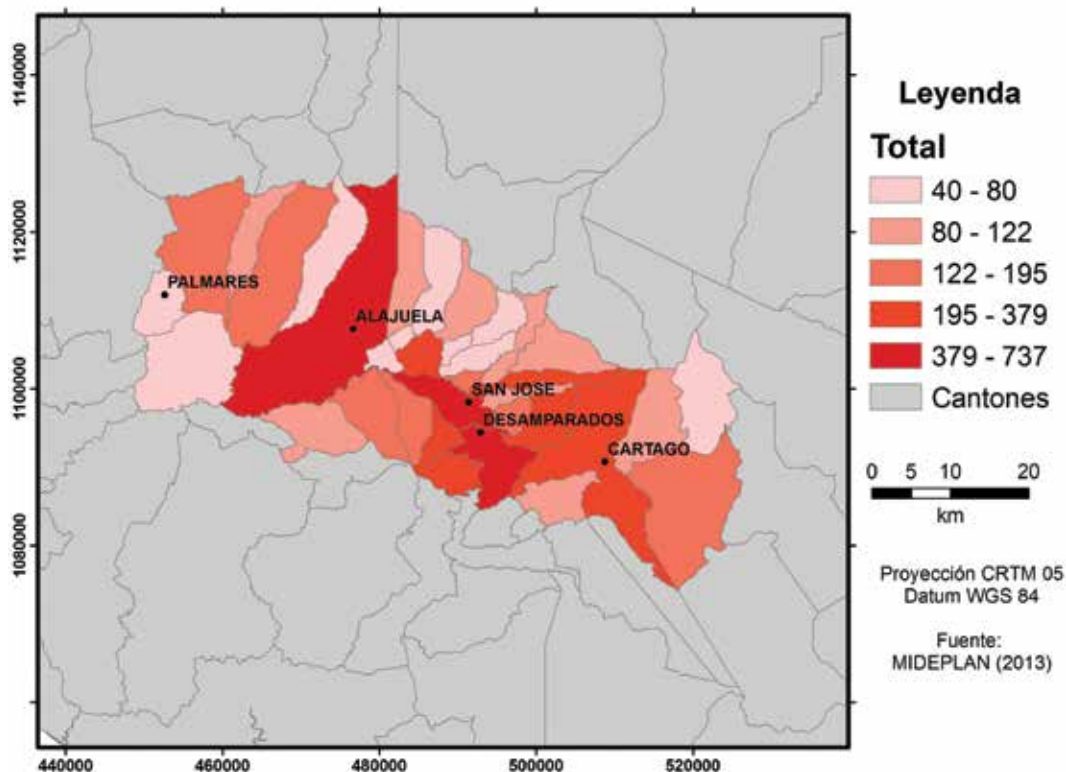 1140000
1120000
1100000
1080000
440000
460000
480000
500000
520000
PALMARES
ALAJUELA
SAN JOSE
DESAMPARADOS
CARTAGO
Leyenda
Total
40 - 80
80 - 122
122 - 195
195 - 379
379 - 737
Cantones
0 5 10 20
km
Proyección CRTM 05
Datum WGS 84
Fuente:
MIDEPLAN (2013)